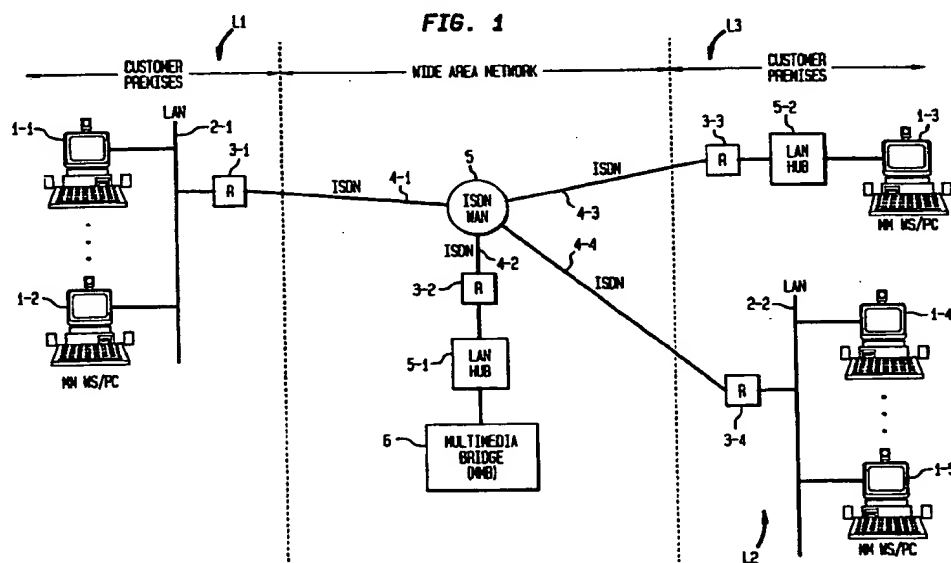 FIG. 1
L1
L3
CUSTOMER
PREMISES
WIDE AREA NETWORK
CUSTOMER
PREMISES
LAN
1-1
2-1
3-1
R
ISDN
4-1
5
ISDN
WAN
ISDN
4-3
3-3
R
5-2
LAN
HUB
1-3
MM WS/PC
ISDN
4-2
4-4
ISDN
3-2
R
1-2
MM WS/PC
5-1
LAN
HUB
6
MULTIMEDIA
BRIDGE
(MMB)
LAN
2-2
1-4
R
3-4
1-5
MM WS/PC
L2